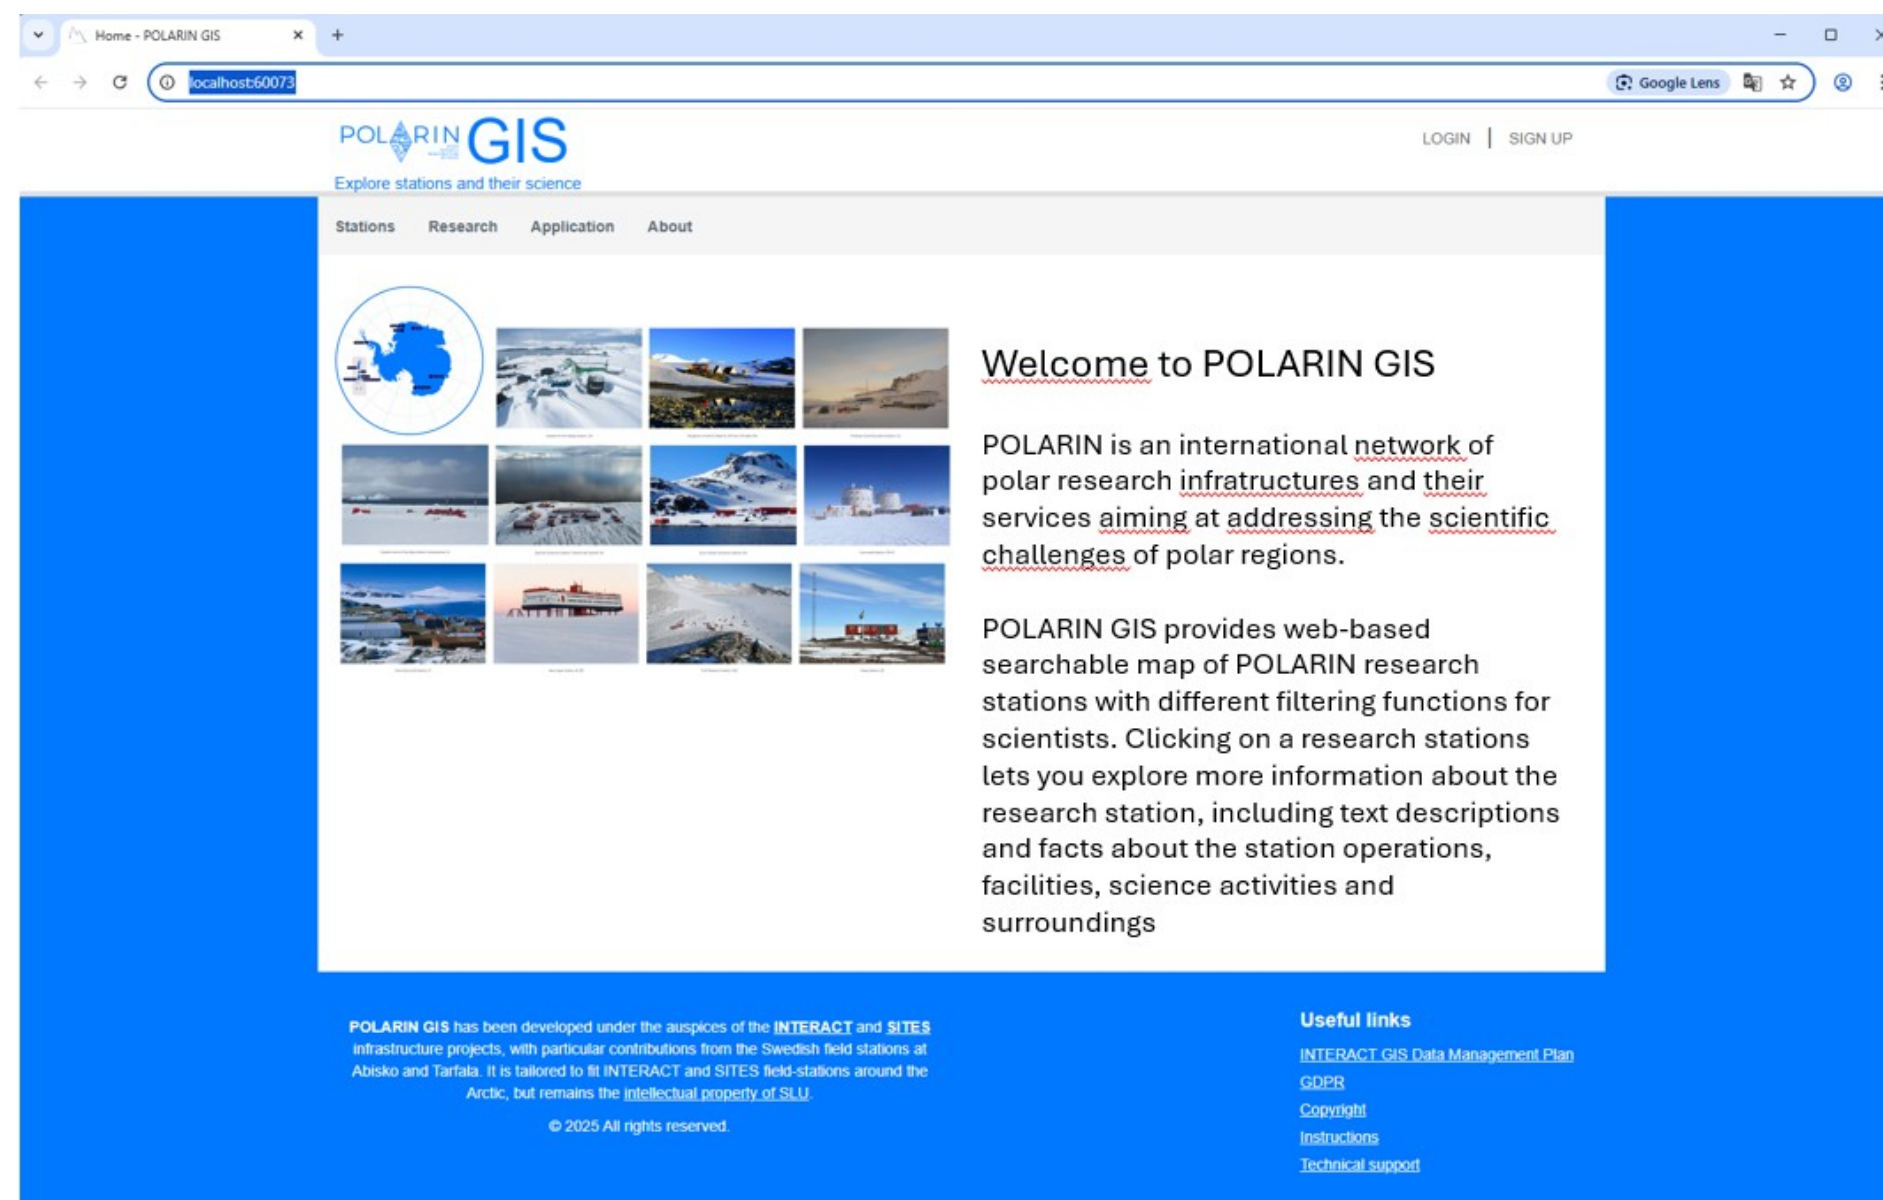 Home - POLARIN GIS
localhost:60073
Google Lens
POLARIN GIS
Explore stations and their science
LOGIN | SIGN UP
Stations Research Application About
Welcome to POLARIN GIS
POLARIN is an international network of
polar research infratructures and their
services aiming at addressing the scientific
challenges of polar regions.
POLARIN GIS provides web-based
searchable map of POLARIN research
stations with different filtering functions for
scientists. Clicking on a research stations
lets you explore more information about the
research station, including text descriptions
and facts about the station operations,
facilities, science activities and
surroundings
POLARIN GIS has been developed under the auspices of the INTERACT and SITES
infrastructure projects, with particular contributions from the Swedish field stations at
Abisko and Tarfala. It is tailored to fit INTERACT and SITES field-stations around the
Arctic, but remains the intellectual property of SLU.
© 2025 All rights reserved.
Useful links
INTERACT GIS Data Management Plan
GDPR
Copyright
Instructions
Technical support